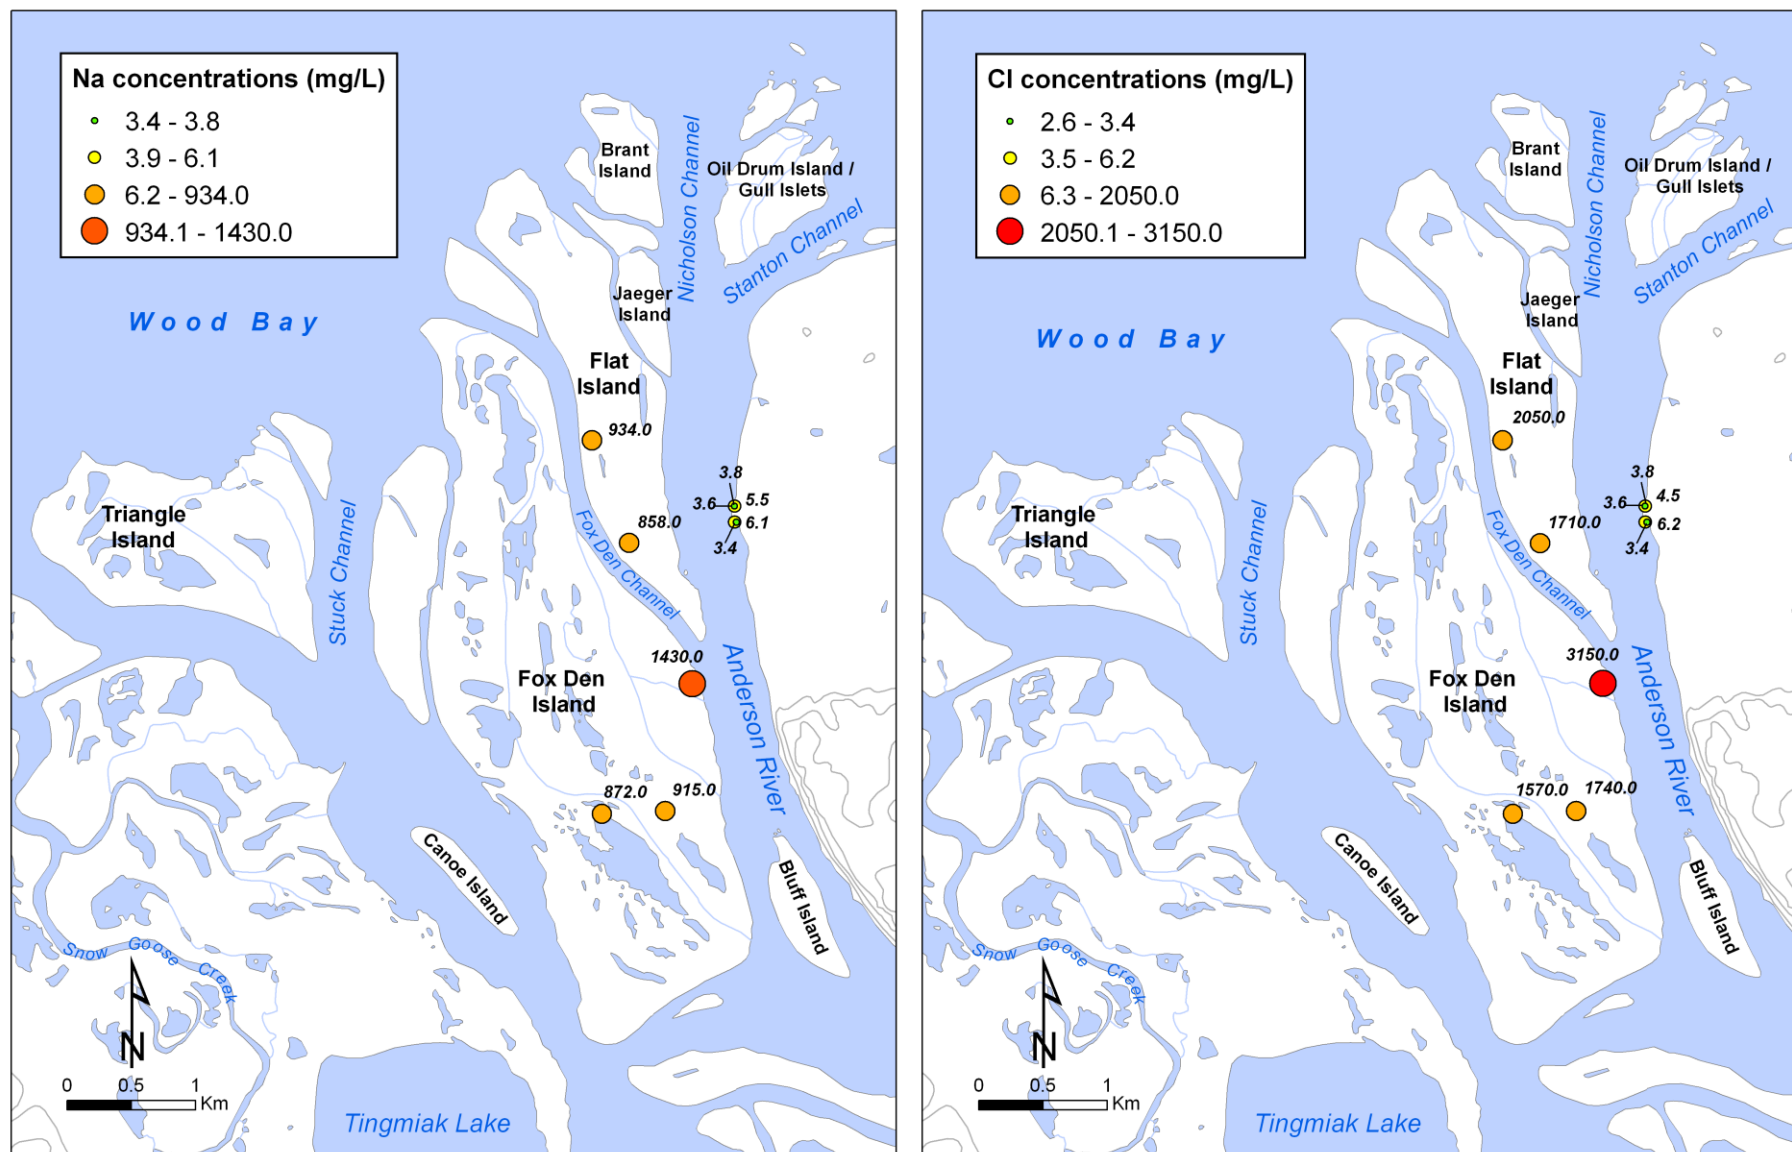 Na concentrations (mg/L)
3.4 - 3.8
3.9 - 6.1
6.2 - 934.0
934.1 - 1430.0
Brant
Island
Nicholson Channel
Oil Drum Island /
Gull Islets
Stanton Channel
Jaeger
Island
Wood Bay
Flat
Island
934.0
3.8
3.6
5.5
6.1
3.4
858.0
Fox Den Channel
Triangle
Island
Stuck Channel
1430.0
Fox Den
Island
Anderson River
872.0
915.0
Canoe Island
Bluff Island
Snow Goose Creek
N
0 0.5 1
Km
Tingmiak Lake
Cl concentrations (mg/L)
2.6 - 3.4
3.5 - 6.2
6.3 - 2050.0
2050.1 - 3150.0
Brant
Island
Nicholson Channel
Oil Drum Island /
Gull Islets
Stanton Channel
Jaeger
Island
Wood Bay
Flat
Island
2050.0
3.8
3.6
4.5
6.2
3.4
1710.0
Fox Den Channel
Triangle
Island
Stuck Channel
3150.0
Fox Den
Island
Anderson River
1570.0
1740.0
Canoe Island
Bluff Island
Snow Goose Creek
N
0 0.5 1
Km
Tingmiak Lake